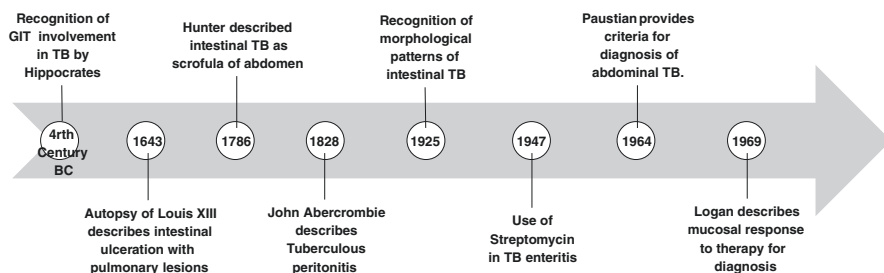 Recognition of
GIT involvement
in TB by
Hippocrates
4rth
Century
BC
1643
Autopsy of Louis XIII
describes intestinal
ulceration with
pulmonary lesions
Hunter described
intestinal TB as
scrofula of abdomen
1786
1828
John Abercrombie
describes
Tuberculous
peritonitis
Recognition of
morphological
patterns of
intestinal TB
1925
1947
Use of
Streptomycin
in TB enteritis
Paustian provides
criteria for
diagnosis of
abdominal TB.
1964
1969
Logan describes
mucosal response
to therapy for
diagnosis